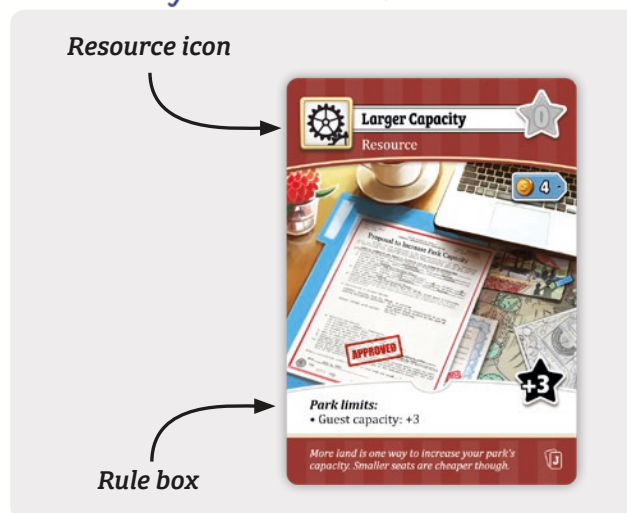 Resource icon
Larger Capacity
0
Resource
4
Proposal to Increase Park Capacity
APPROVED
+3
Park limits:
• Guest capacity: +3
More land is one way to increase your park's
capacity. Smaller seats are cheaper though.
J
Rule box